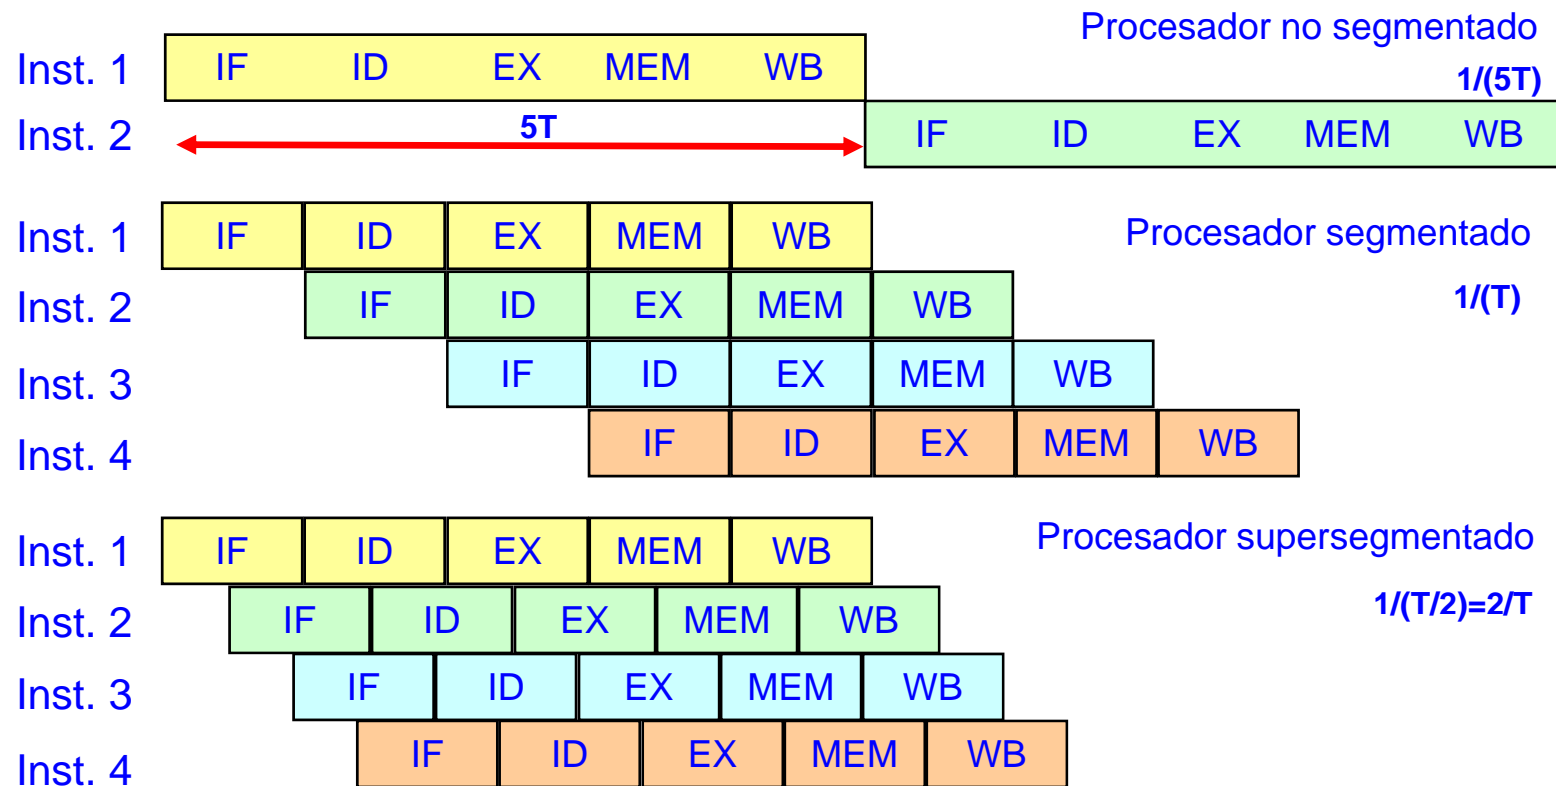 Procesador no segmentado
Inst. 1 IF ID EX MEM WB 1/(5T)
Inst. 2 5T IF ID EX MEM WB
Inst. 1 IF ID EX MEM WB Procesador segmentado
Inst. 2 IF ID EX MEM WB 1/(T)
Inst. 3 IF ID EX MEM WB
Inst. 4 IF ID EX MEM WB
Inst. 1 IF ID EX MEM WB Procesador supersegmentado
Inst. 2 IF ID EX MEM WB 1/(T/2)=2/T
Inst. 3 IF ID EX MEM WB
Inst. 4 IF ID EX MEM WB